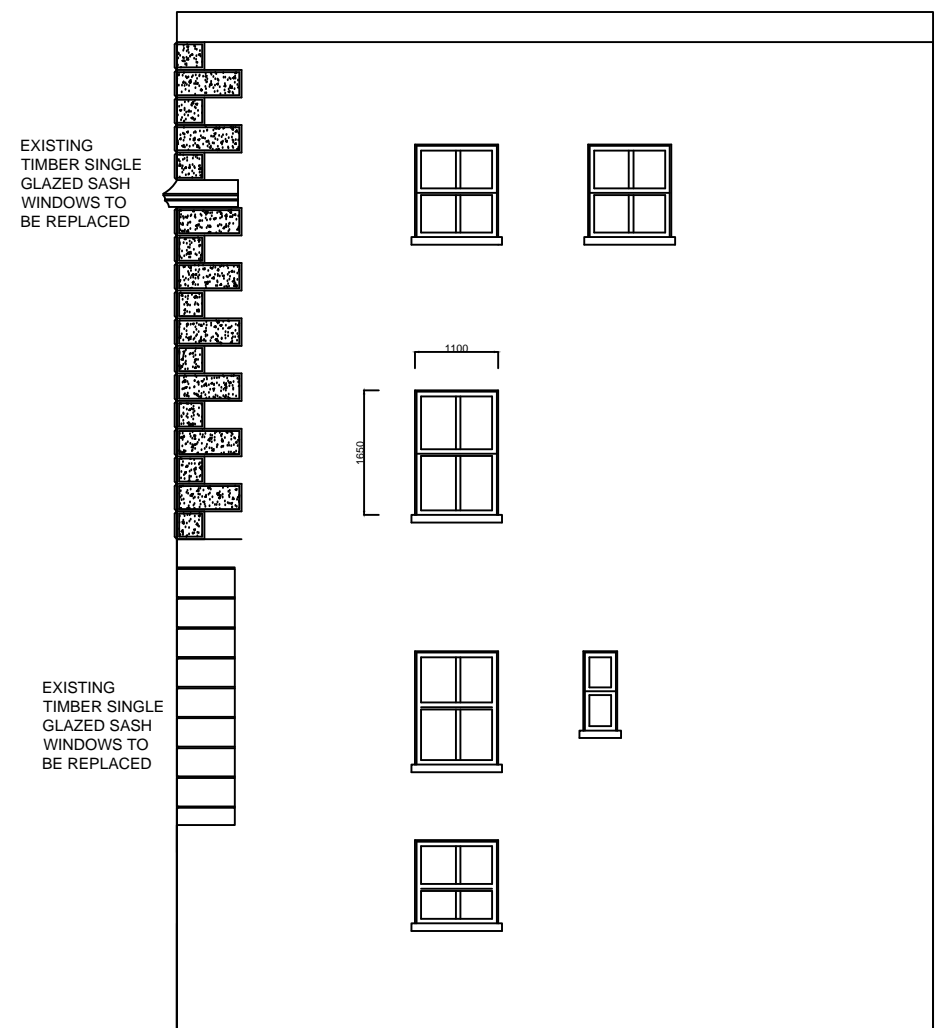 EXISTING
TIMBER SINGLE
GLAZED SASH
WINDOWS TO
BE REPLACED
1100
1650
EXISTING
TIMBER SINGLE
GLAZED SASH
WINDOWS TO
BE REPLACED